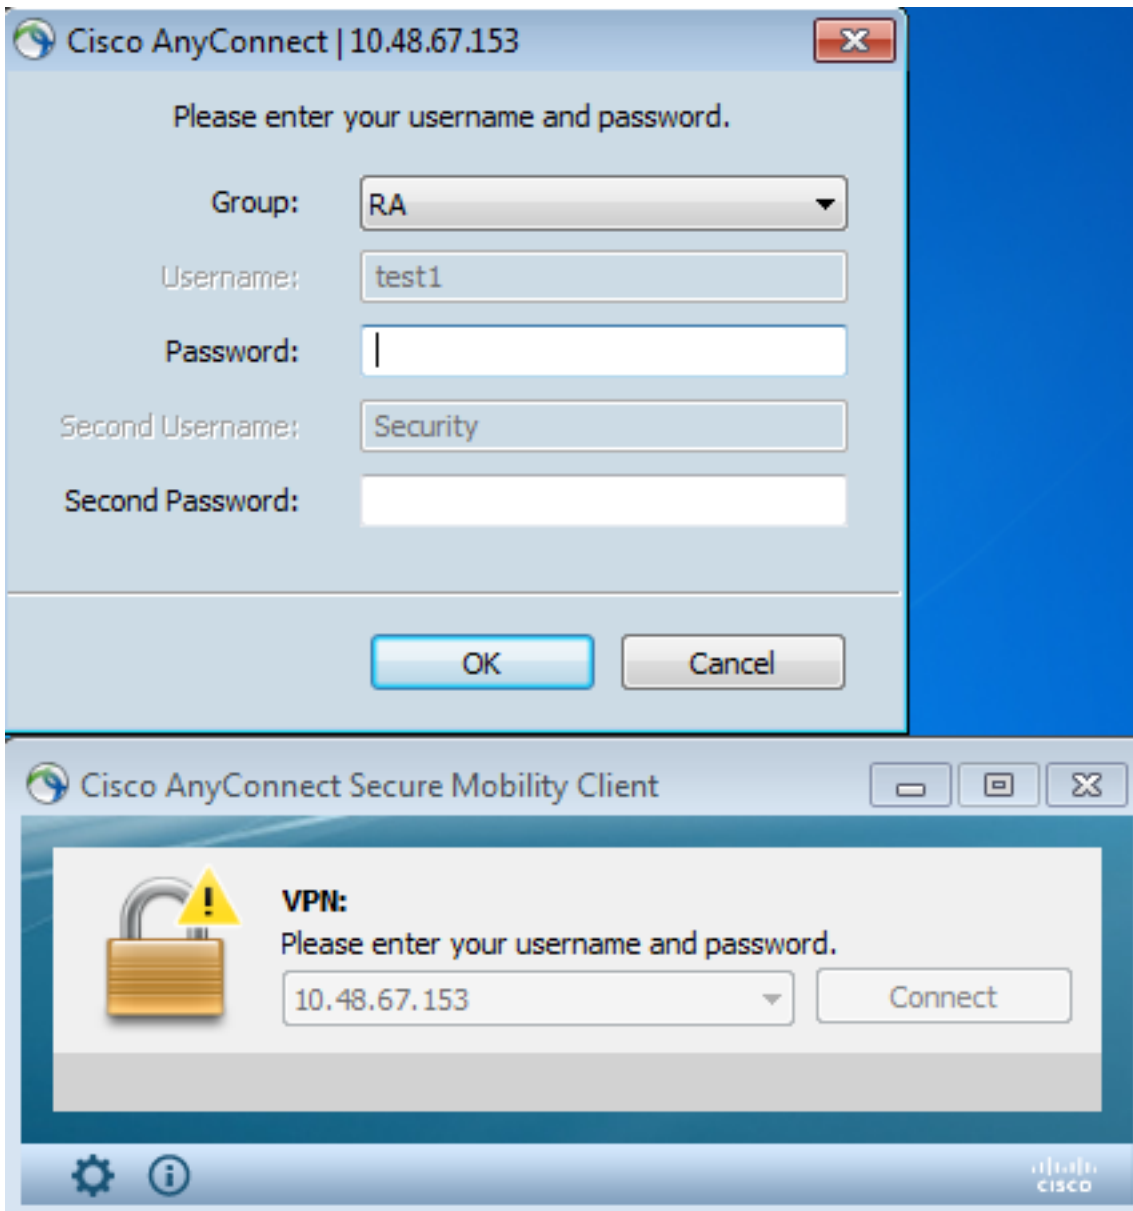 Cisco AnyConnect | 10.48.67.153
Please enter your username and password.
Group: RA
Username: test1
Password:
Second Username: Security
Second Password:
OK Cancel
Cisco AnyConnect Secure Mobility Client
VPN:
Please enter your username and password.
10.48.67.153 Connect
CISCO